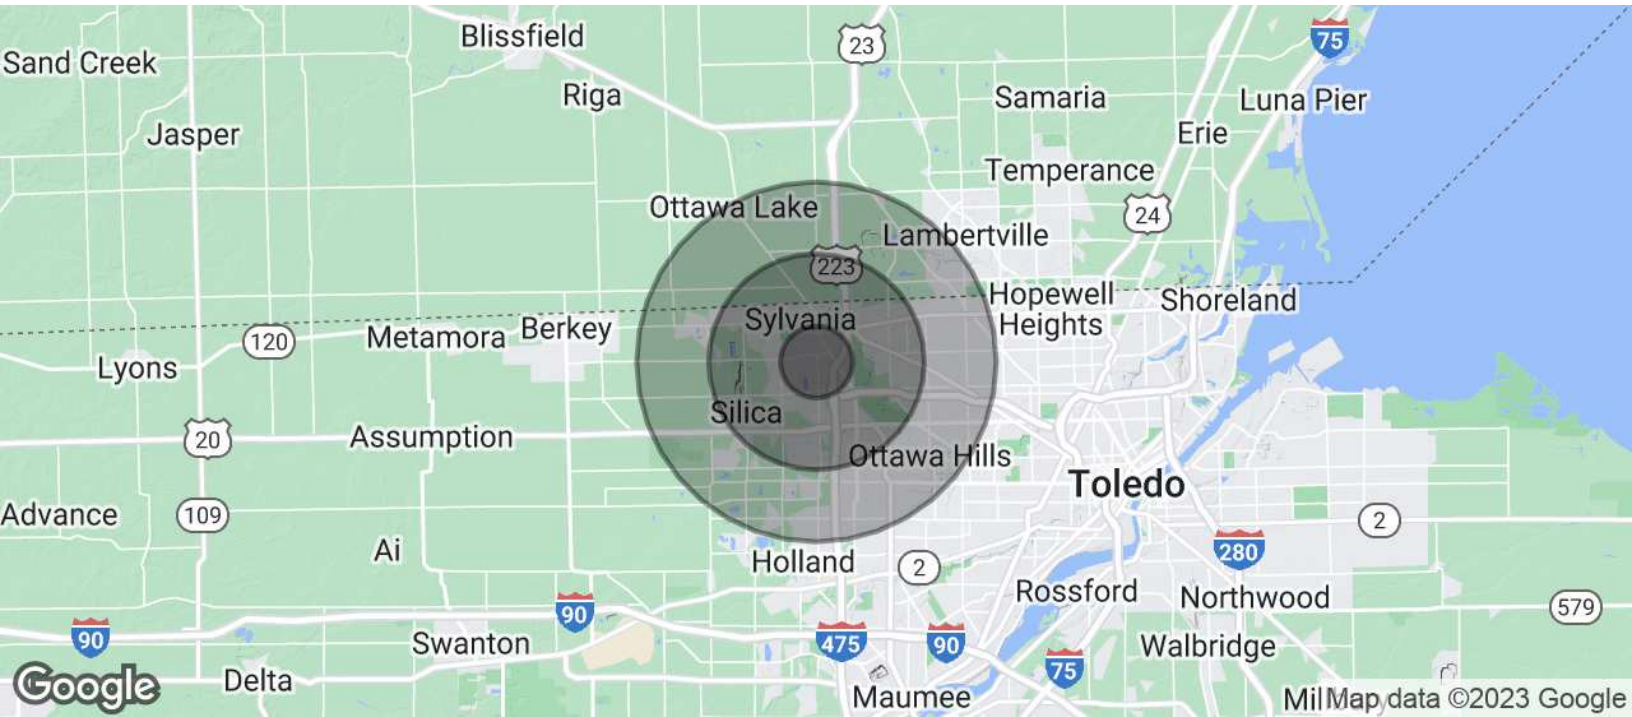 Blissfield
23
75
Sand Creek
Riga
Samaria
Luna Pier
Jasper
Erie
Temperance
Ottawa Lake
24
Lambertville
223
Hopewell
Heights
Shoreland
Sylvania
Berkey
Metamora
120
Lyons
Silica
20
Assumption
Ottawa Hills
Toledo
Advance
109
2
Ai
280
Holland
2
Rossford
Northwood
579
90
90
Swanton
475
90
Walbridge
75
Google
Delta
Maumee
Mil
Map data ©2023 Google